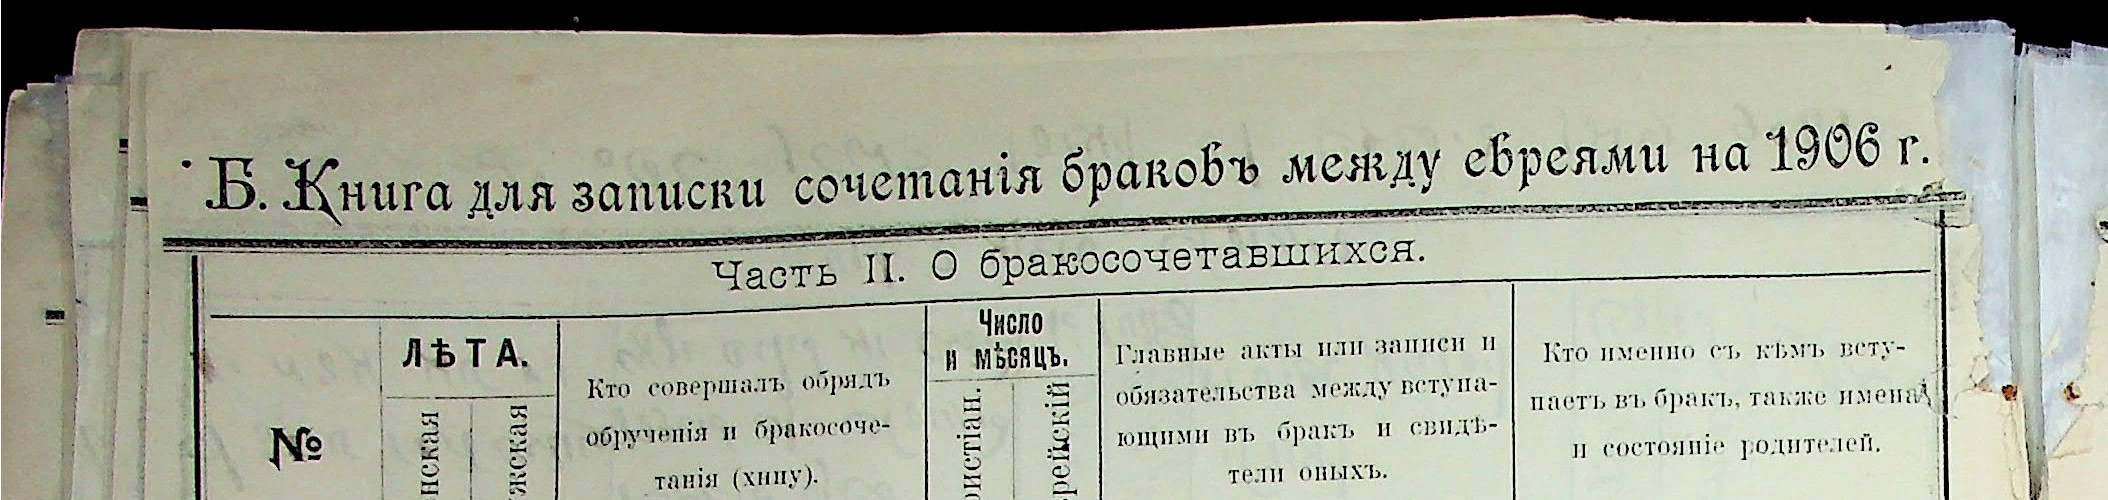 Б. Книга для записки сочетанія браковъ между евреями на 1906 г.
Часть II. О бракосочетавшихся.
№
ЛѢТА.
Кто совершалъ обрядъ
обрученія и бракосоче-
танія (хипу).
Число
и мѣсяцъ.
Главные акты или записи и
обязательства между вступа-
ющими въ бракъ и свидѣ-
тели оныхъ.
Кто именно съ кѣмъ всту-
паетъ въ бракъ, также имена
и состояніе родителей.